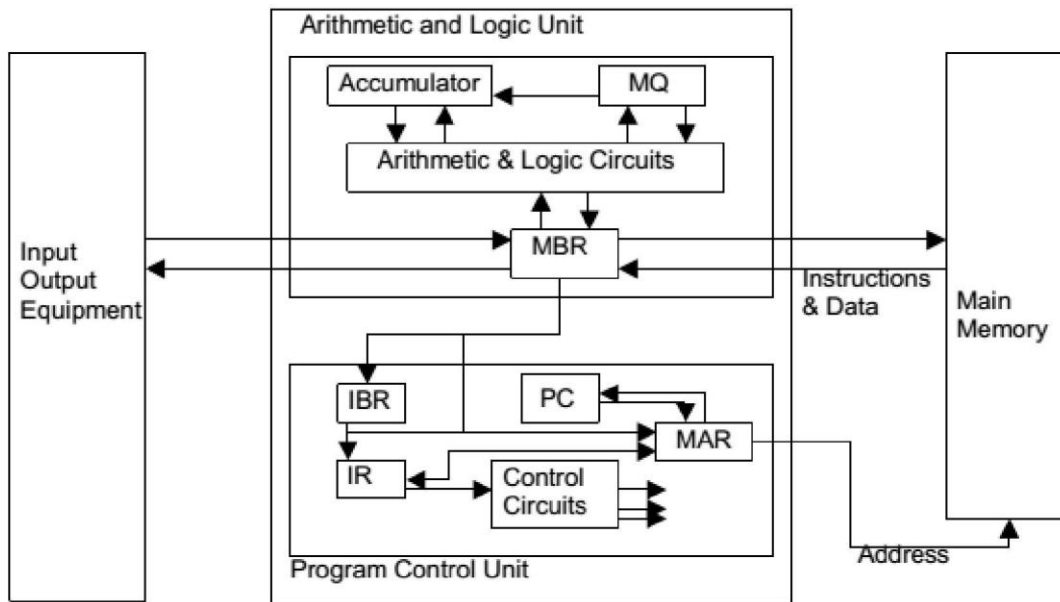 Arithmetic and Logic Unit
Accumulator
MQ
Arithmetic & Logic Circuits
MBR
Input
Output
Equipment
Instructions
& Data
Main
Memory
IBR
PC
MAR
IR
Control
Circuits
Address
Program Control Unit